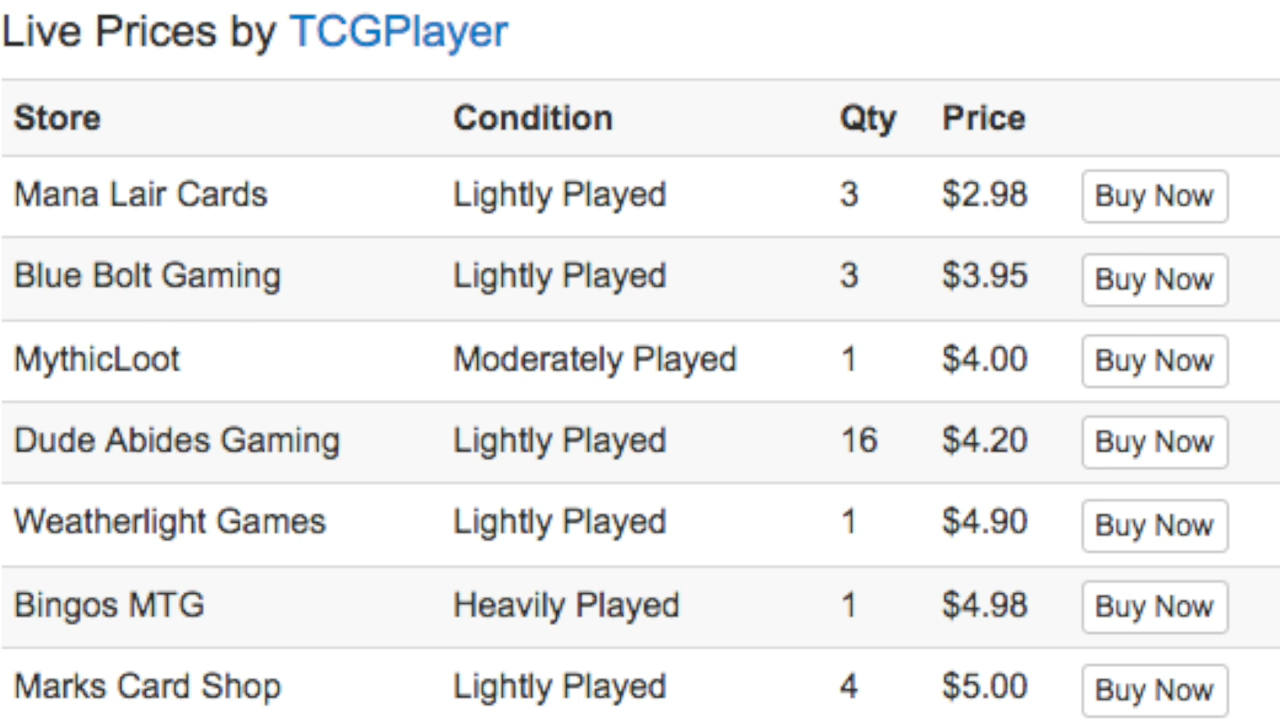 Live Prices by TCGPlayer
Store Condition Qty Price
Mana Lair Cards Lightly Played 3 $2.98 Buy Now
Blue Bolt Gaming Lightly Played 3 $3.95 Buy Now
MythicLoot Moderately Played 1 $4.00 Buy Now
Dude Abides Gaming Lightly Played 16 $4.20 Buy Now
Weatherlight Games Lightly Played 1 $4.90 Buy Now
Bingos MTG Heavily Played 1 $4.98 Buy Now
Marks Card Shop Lightly Played 4 $5.00 Buy Now